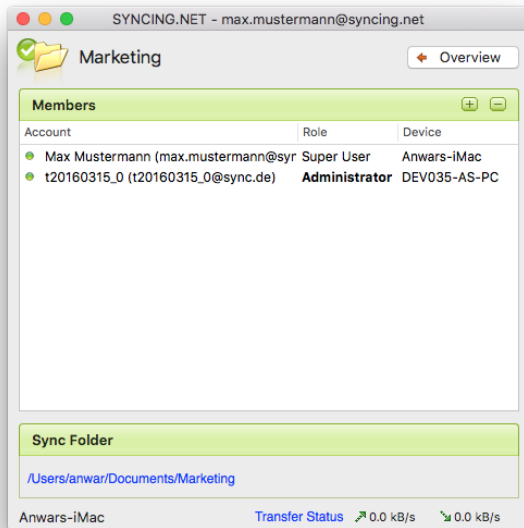 SYNCING.NET - max.mustermann@syncing.net
Marketing
Overview
Members
Account Role Device
Max Mustermann (max.mustermann@syn Super User Anwars-iMac
t20160315_0 (t20160315_0@sync.de) Administrator DEV035-AS-PC
Sync Folder
/Users/anwar/Documents/Marketing
Anwars-iMac Transfer Status 0.0 kB/s 0.0 kB/s